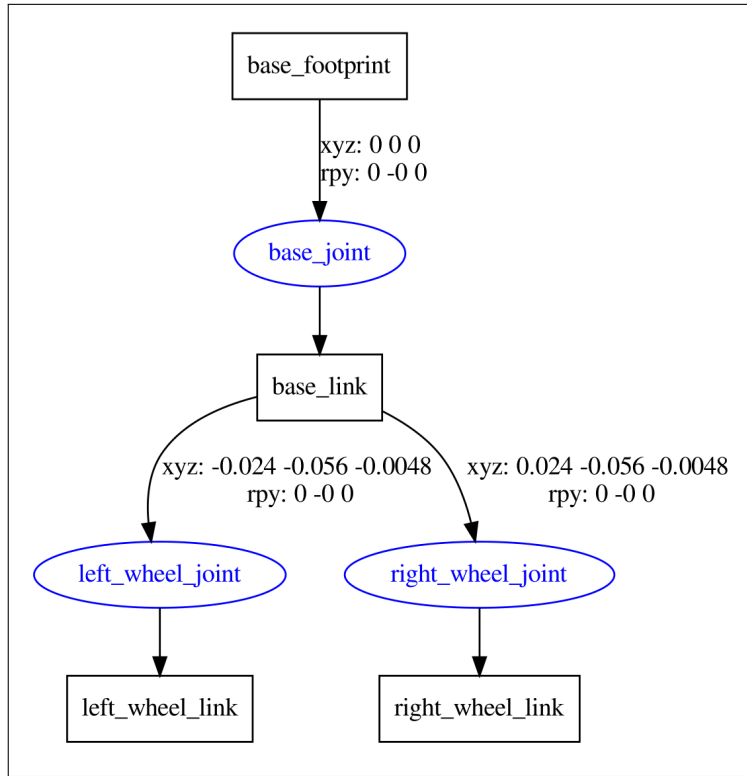 base_footprint
xyz: 0 0 0
rpy: 0 -0 0
base_joint
base_link
xyz: -0.024 -0.056 -0.0048
rpy: 0 -0 0
xyz: 0.024 -0.056 -0.0048
rpy: 0 -0 0
left_wheel_joint
right_wheel_joint
left_wheel_link
right_wheel_link